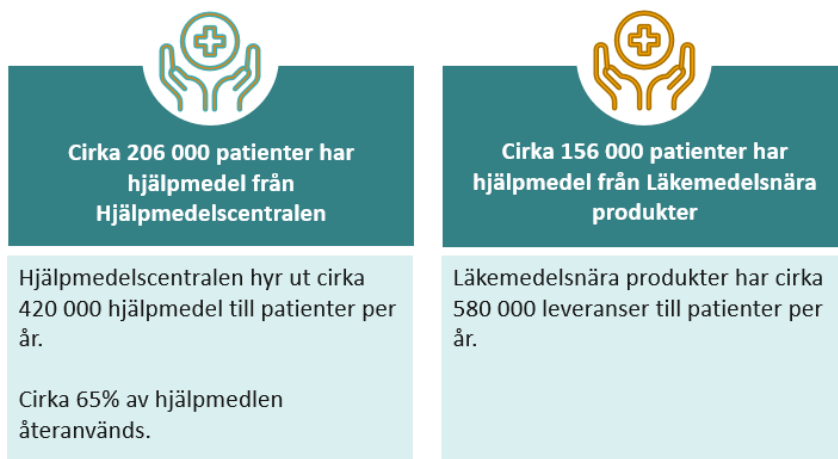 Cirka 206 000 patienter har
hjälpmedel från
Hjälpmedelscentralen
Hjälpmedelscentralen hyr ut cirka
420 000 hjälpmedel till patienter per
år.
Cirka 65% av hjälpmedlen
återanvänds.
Cirka 156 000 patienter har
hjälpmedel från Läkemedelsnära
produkter
Läkemedelsnära produkter har cirka
580 000 leveranser till patienter per
år.